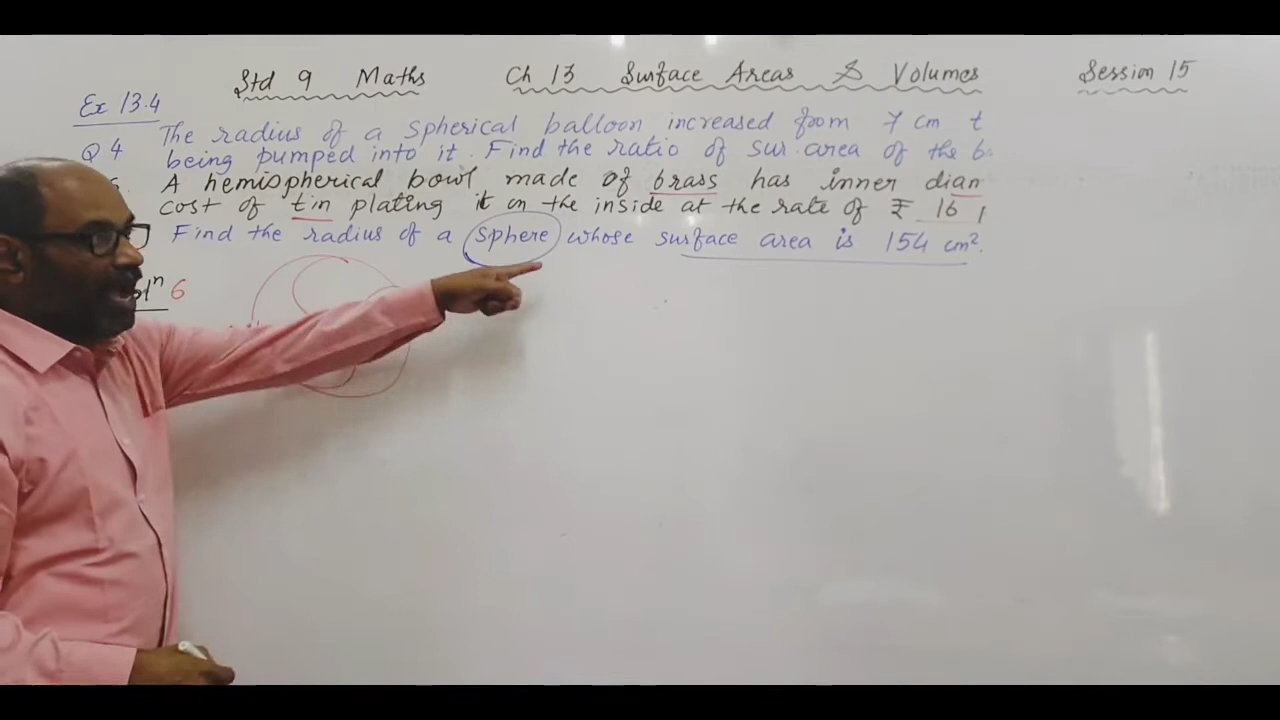 Std 9 Maths Ch 13 Surface Areas & Volumes Session 15
Ex 13.4
Q 4 The radius of a spherical balloon increased from 7 cm t
being pumped into it. Find the ratio of sur. area of the b
A hemispherical bowl made of brass has inner diam
cost of tin plating it on the inside at the rate of ₹ 16
Find the radius of a sphere whose surface area is 154 cm².
6